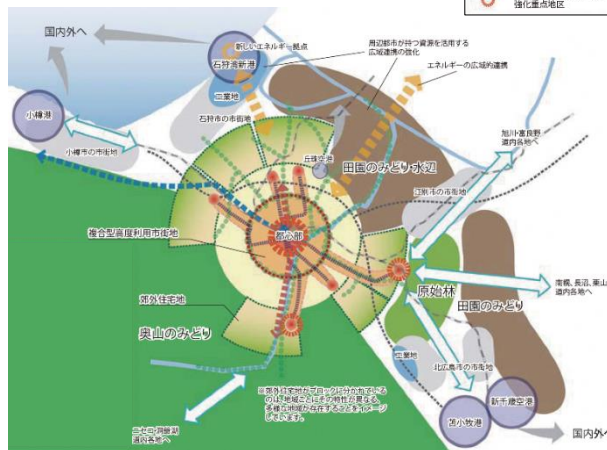 強化重点地区
国内外へ
新しいエネルギー拠点
石狩湾新港
周辺都市が持つ資源を活用する
広域連携の強化
エネルギーの広域的連携
工業地
小樽港
石狩市の市街地
小樽市の市街地
丘珠空港
田園のみどり・水辺
旭川・富良野
道内各地へ
江別市の市街地
複合型高度利用市街地
都心部
郊外住宅地
原始林
田園のみどり
南幌、長沼、栗山
道内各地へ
奥山のみどり
工業地
北広島市の市街地
※郊外住宅地がブロックに分かれている
のは、地域ごとにその特性が異なる
多様な地域が存在することをイメージ
しています。
ニセコ・洞爺湖
道内各地へ
新千歳空港
苫小牧港
国内外へ